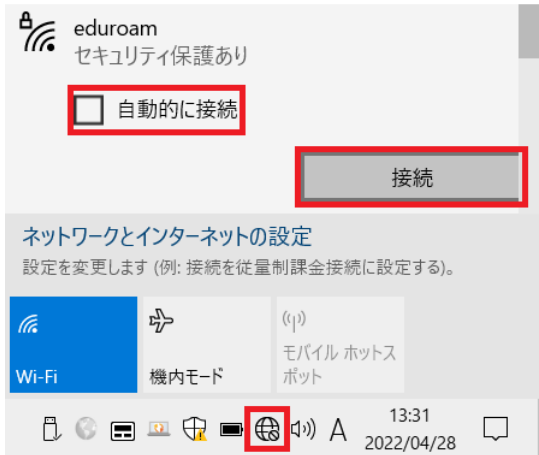 eduroam
セキュリティ保護あり
自動的に接続
接続
ネットワークとインターネットの設定
設定を変更します (例: 接続を従量制課金接続に設定する)。
Wi-Fi
機内モード
モバイル ホットス
ポット
A
13:31
2022/04/28